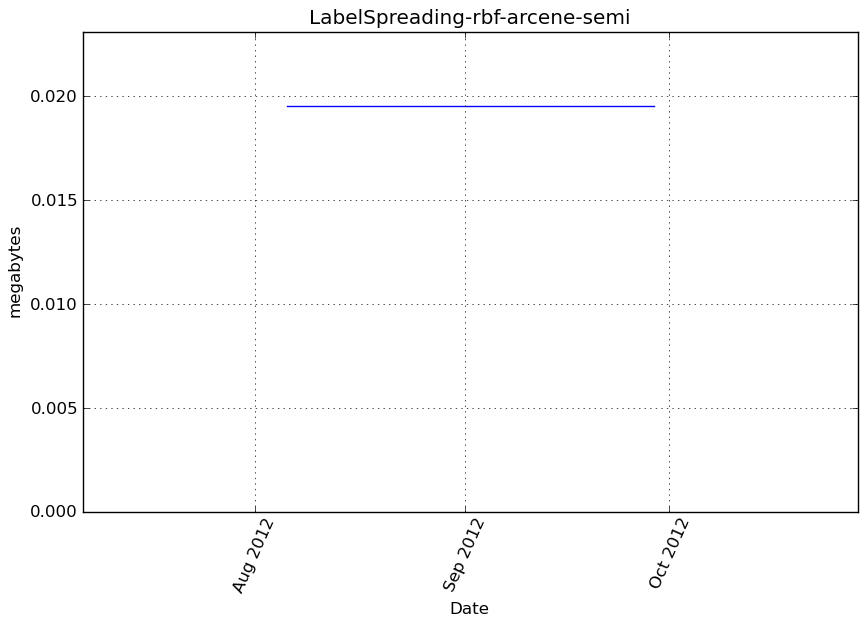 LabelSpreading-rbf-arcene-semi
0.020
0.015
0.010
0.005
0.000
megabytes
Aug 2012
Sep 2012
Oct 2012
Date